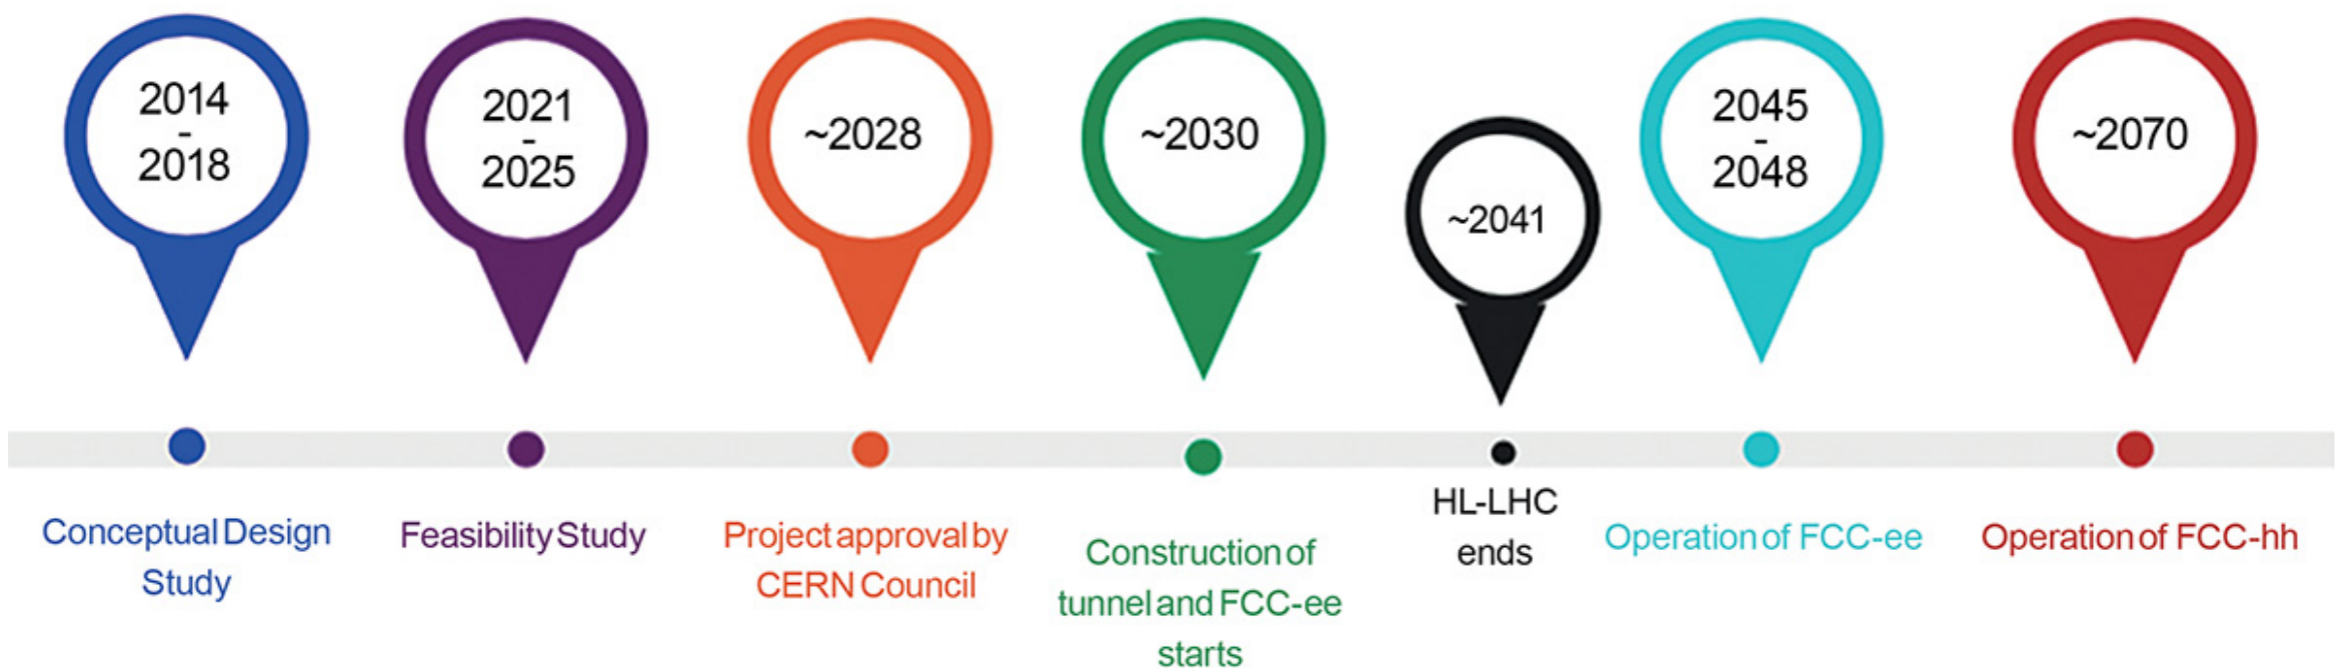 2014
-
2018
2021
-
2025
~2028
~2030
~2041
2045
-
2048
~2070
Conceptual Design
Study
Feasibility Study
Project approval by
CERN Council
Construction of
tunnel and FCC-ee
starts
HL-LHC
ends
Operation of FCC-ee
Operation of FCC-hh